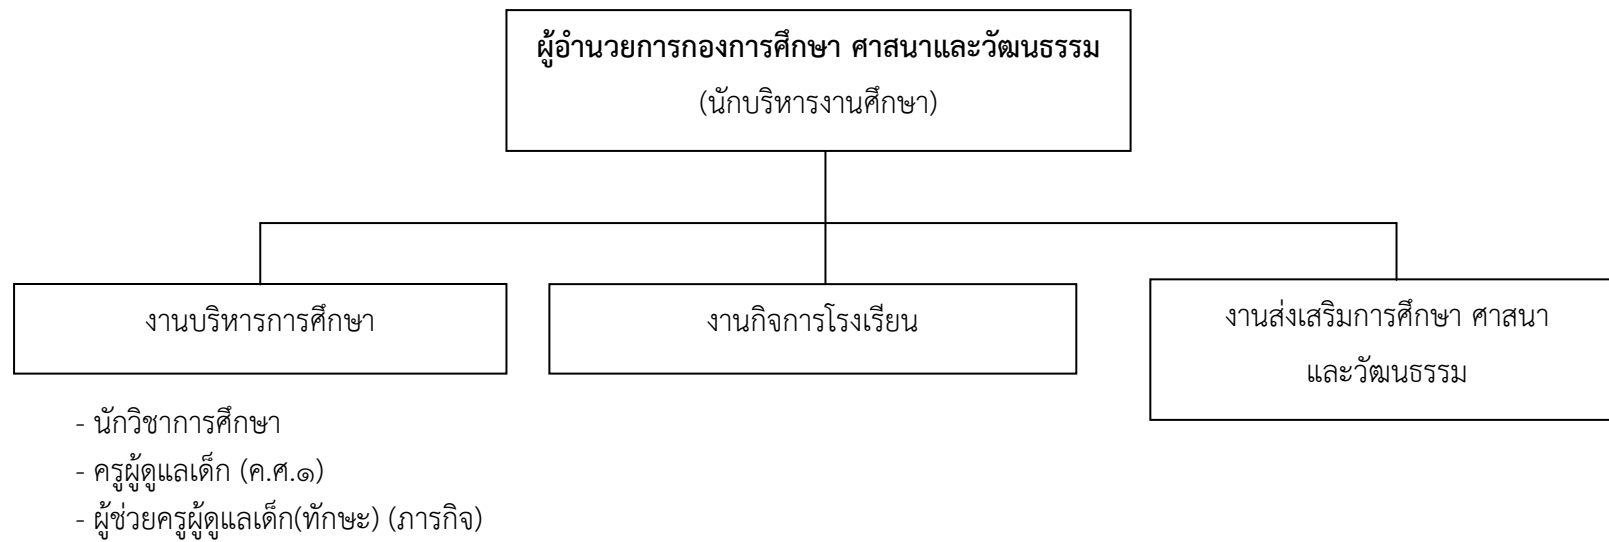 ผู้อำนวยการกองการศึกษา ศาสนาและวัฒนธรรม
(นักบริหารงานศึกษา)
งานบริหารการศึกษา
งานกิจการโรงเรียน
งานส่งเสริมการศึกษา ศาสนา
และวัฒนธรรม
- นักวิชาการศึกษา
- ครูผู้ดูแลเด็ก (ค.ศ.๑)
- ผู้ช่วยครูผู้ดูแลเด็ก(ทักษะ) (ภารกิจ)